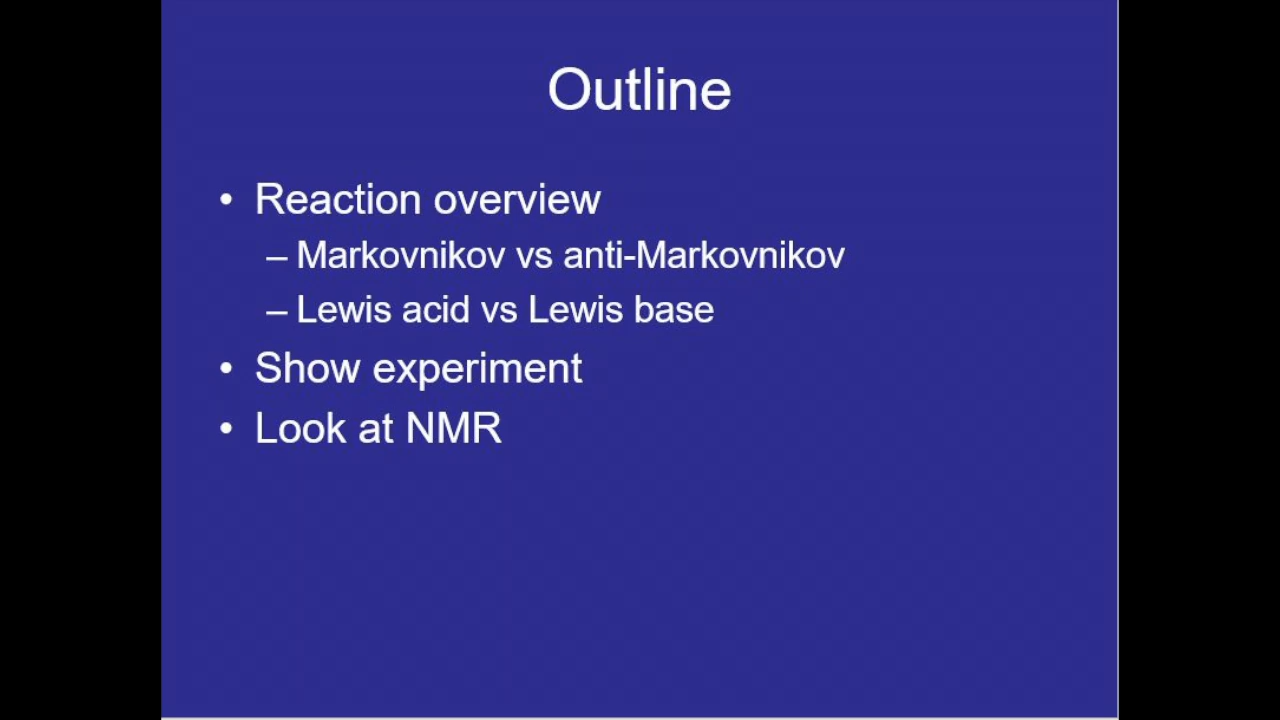 Outline
• Reaction overview
– Markovnikov vs anti-Markovnikov
– Lewis acid vs Lewis base
• Show experiment
• Look at NMR